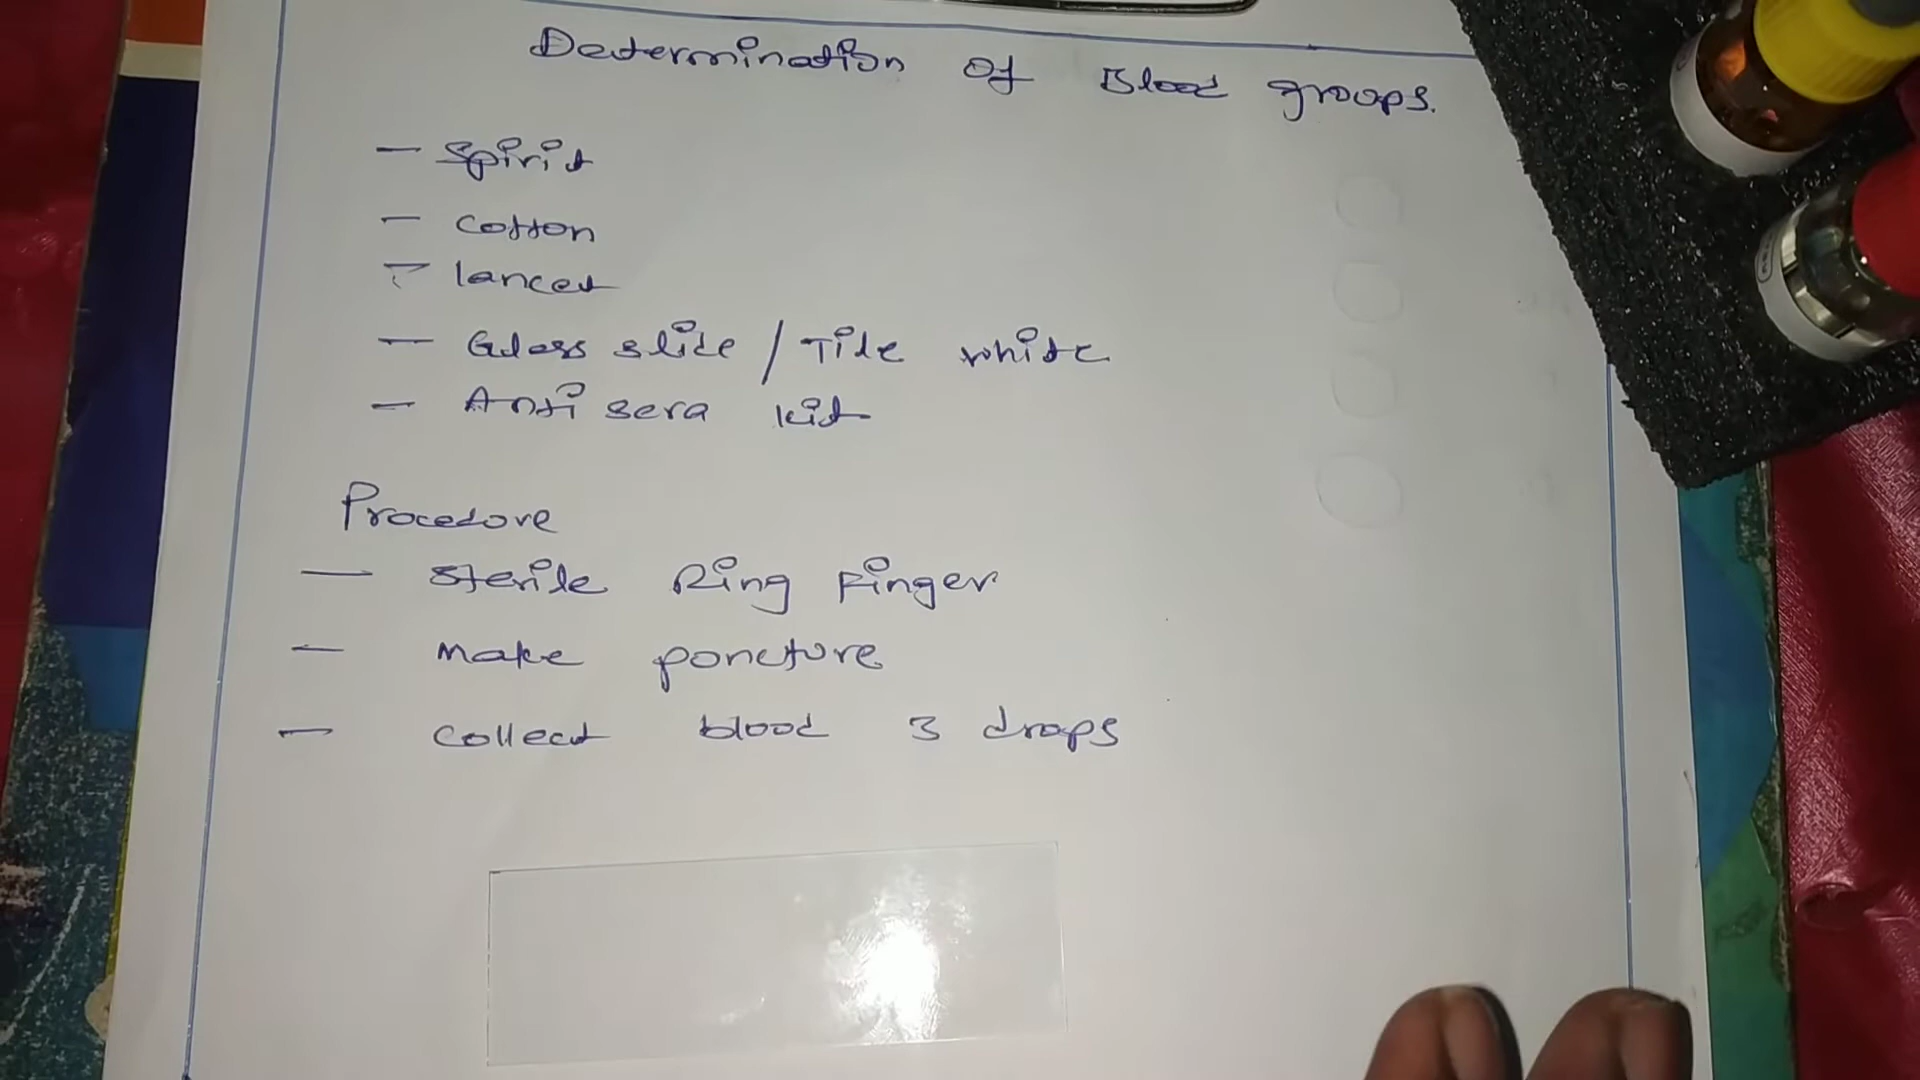 Determination Of Blood groups.
- Spirit
- Cotton
- lancet
- Glass slide / Tile white
- Anti sera kit
Procedure
- Sterile Ring Finger
- Make poncture
- Collect blood 3 drops